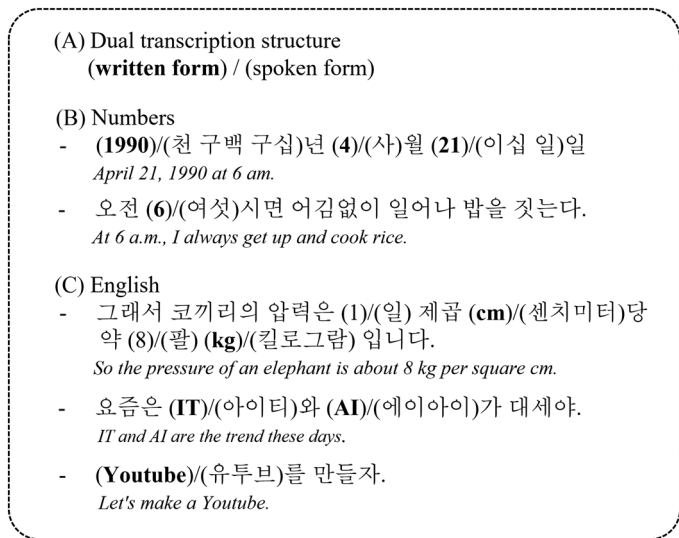 (A) Dual transcription structure
(written form) / (spoken form)
(B) Numbers
- (1990)/(천 구백 구십)년 (4)/(사)월 (21)/(이십 일)일
April 21, 1990 at 6 am.
- 오전 (6)/(여섯)시면 어김없이 일어나 밥을 짓는다.
At 6 a.m., I always get up and cook rice.
(C) English
- 그래서 코끼리의 압력은 (1)/(일) 제곱 (cm)/(센치미터)당
약 (8)/(팔) (kg)/(킬로그람) 입니다.
So the pressure of an elephant is about 8 kg per square cm.
- 요즘은 (IT)/(아이티)와 (AI)/(에이아이)가 대세야.
IT and AI are the trend these days.
- (Youtube)/(유투브)를 만들자.
Let's make a Youtube.